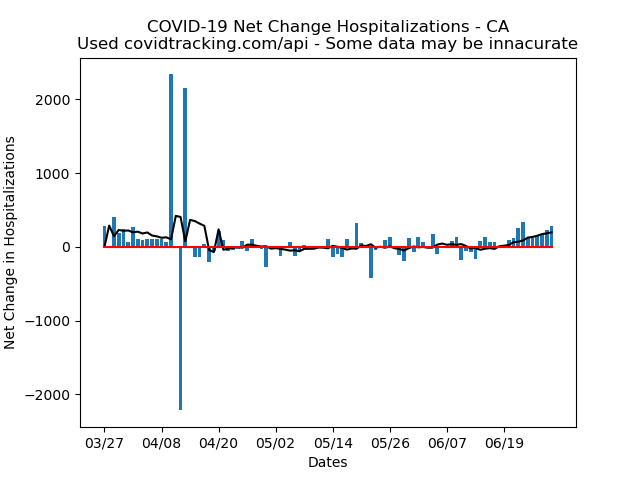 COVID-19 Net Change Hospitalizations - CA
Used covidtracking.com/api - Some data may be innacurate
Net Change in Hospitalizations
2000
1000
0
−1000
−2000
03/27 04/08 04/20 05/02 05/14 05/26 06/07 06/19
Dates